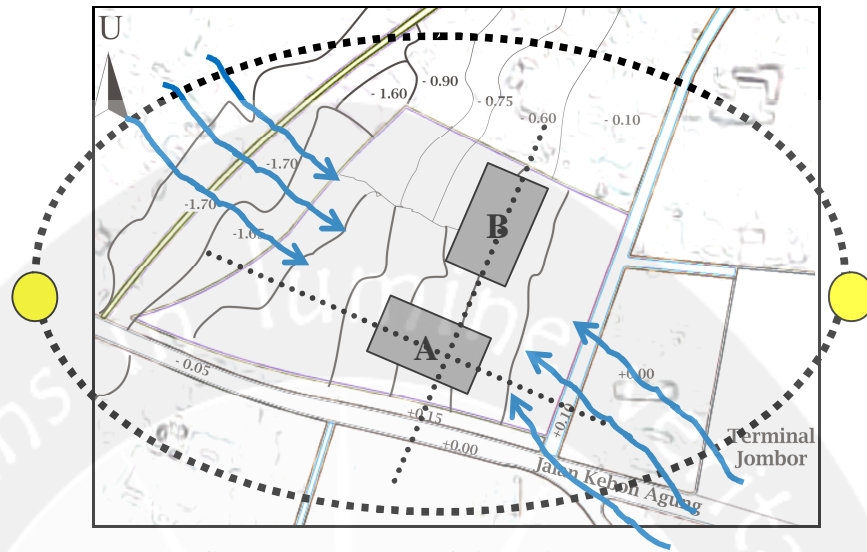 U
- 0.90
- 1.60
- 0.75
- 0.60
- 0.10
-1.70
-1.70
-1.65
B
A
- 0.05
+0.00
+0.15
+0.10
+0.00
Terminal
Jombor
Jalan Kebon Agung